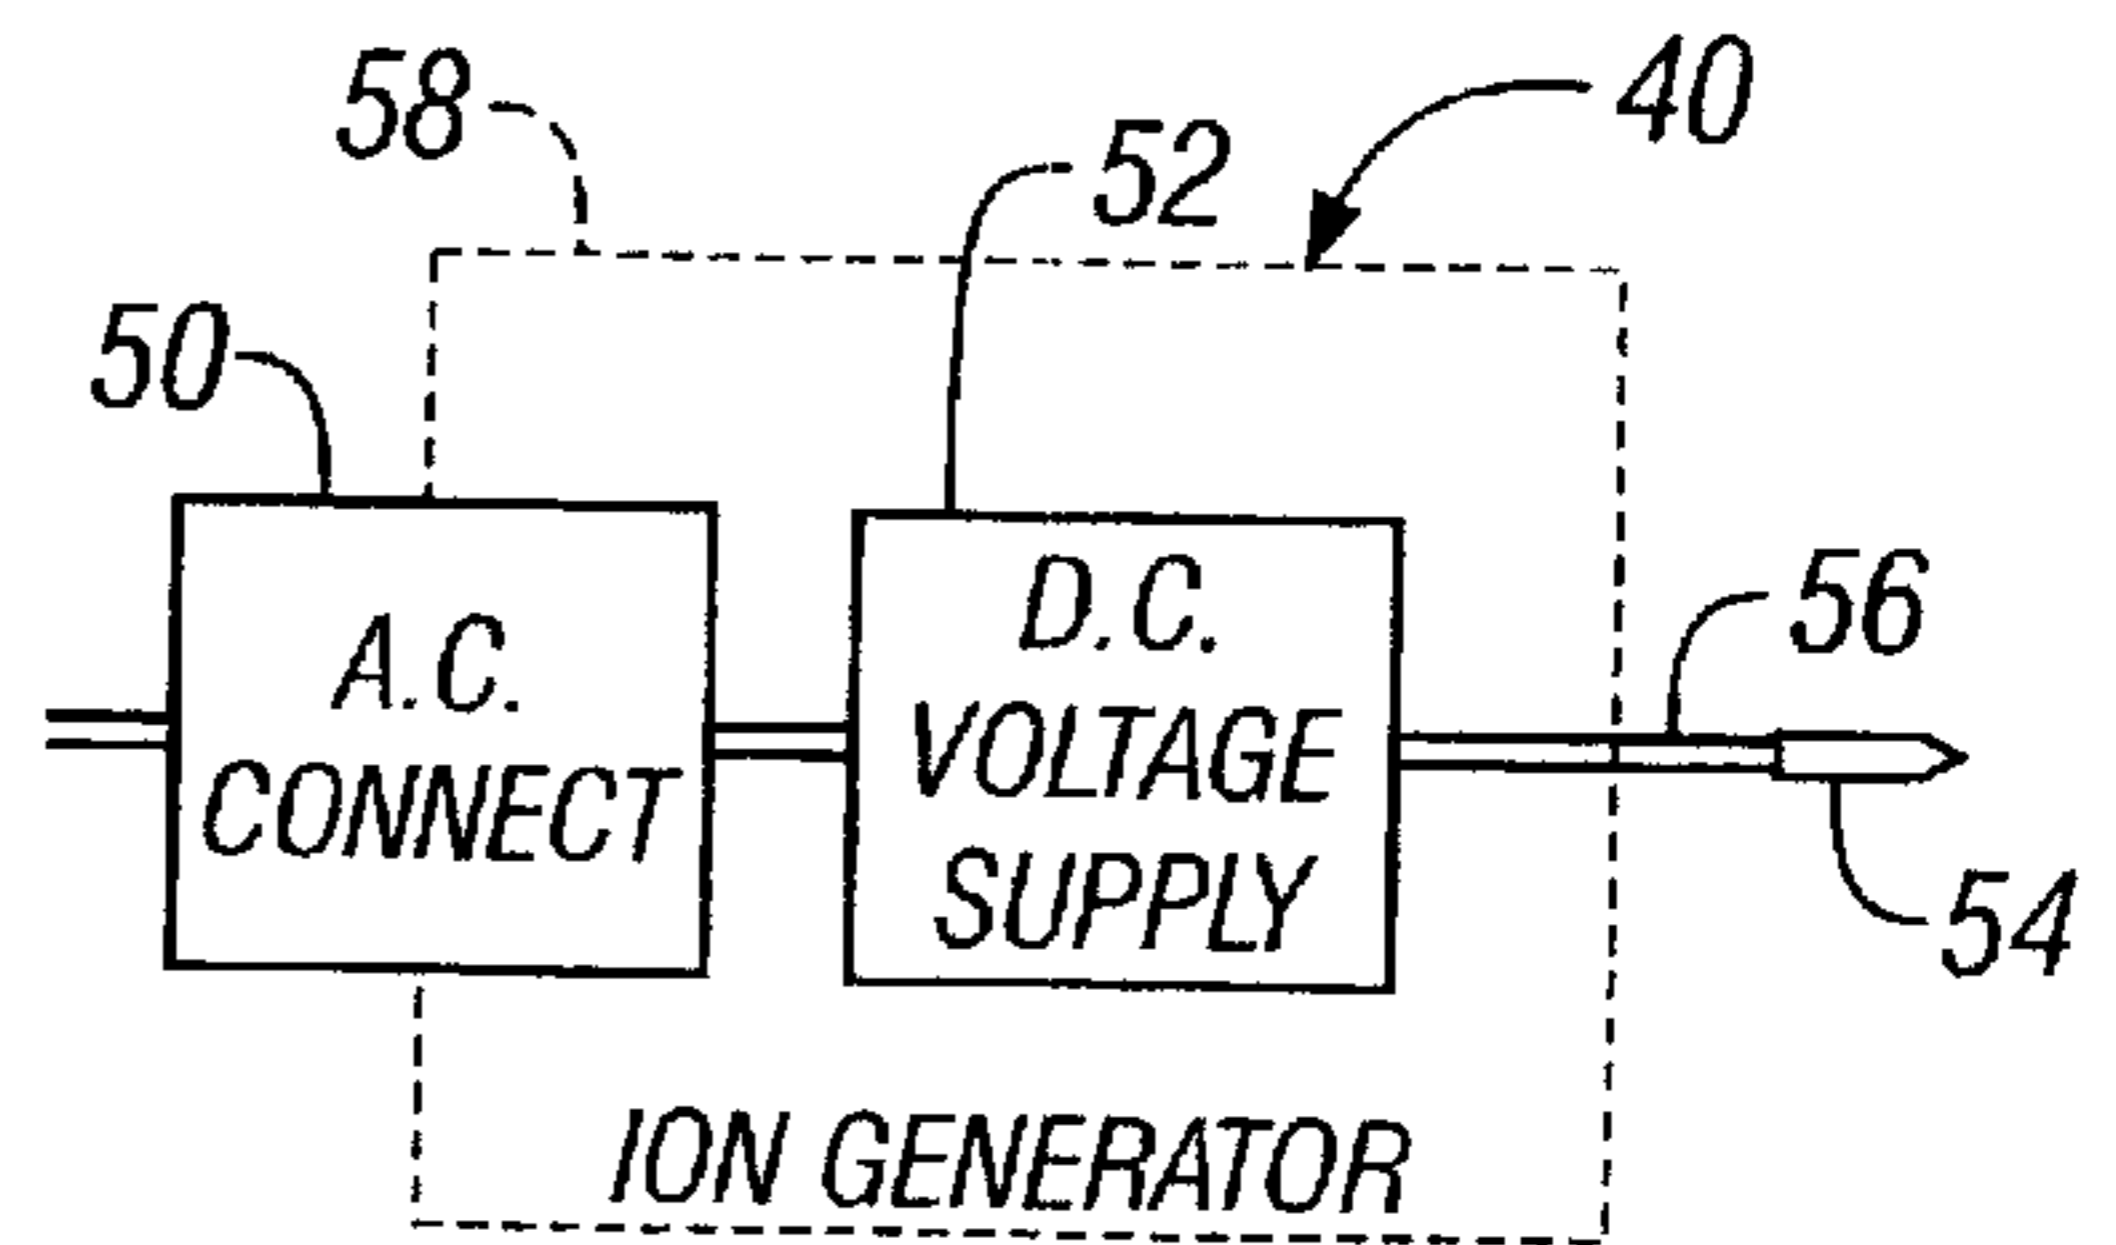 58
40
52
50
A.C.
CONNECT
D.C.
VOLTAGE
SUPPLY
56
54
ION GENERATOR